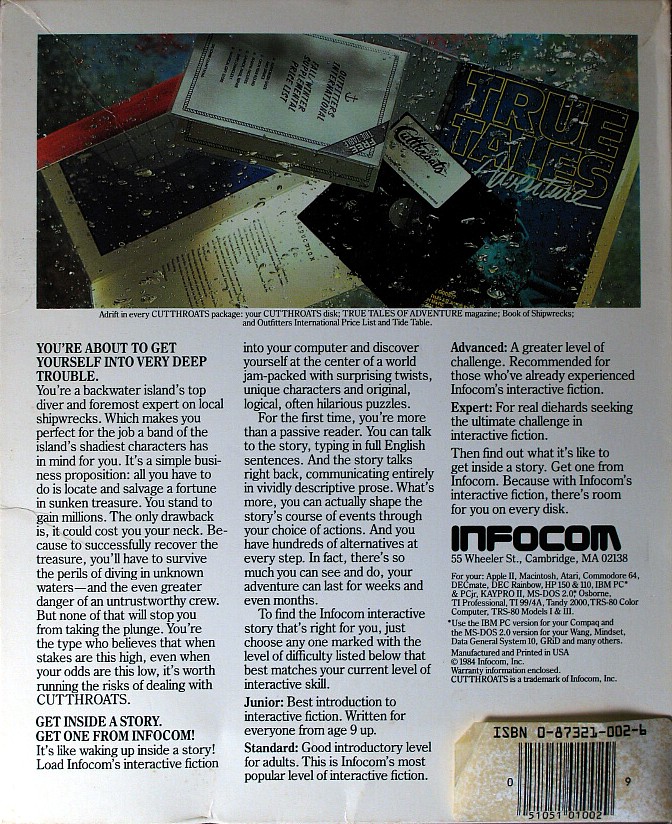 OUTFITTERS
INTERNATIONAL
FALL/WINTER
SUPPLEMENTAL
PRICE LIST
Cutthroats
TRUE
TALES
of Adventure
Adrift in every CUTTHROATS package: your CUTTHROATS disk; TRUE TALES OF ADVENTURE magazine; Book of Shipwrecks;
and Outfitters International Price List and Tide Table.
YOU'RE ABOUT TO GET
YOURSELF INTO VERY DEEP
TROUBLE.
You're a backwater island's top
diver and foremost expert on local
shipwrecks. Which makes you
perfect for the job a band of the
island's shadiest characters has
in mind for you. It's a simple busi-
ness proposition: all you have to
do is locate and salvage a fortune
in sunken treasure. You stand to
gain millions. The only drawback
is, it could cost you your neck. Be-
cause to successfully recover the
treasure, you'll have to survive
the perils of diving in unknown
waters—and the even greater
danger of an untrustworthy crew.
But none of that will stop you
from taking the plunge. You're
the type who believes that when
stakes are this high, even when
your odds are this low, it's worth
running the risks of dealing with
CUTTHROATS.
GET INSIDE A STORY.
GET ONE FROM INFOCOM!
It's like waking up inside a story!
Load Infocom's interactive fiction
into your computer and discover
yourself at the center of a world
jam-packed with surprising twists,
unique characters and original,
logical, often hilarious puzzles.
For the first time, you're more
than a passive reader. You can talk
to the story, typing in full English
sentences. And the story talks
right back, communicating entirely
in vividly descriptive prose. What's
more, you can actually shape the
story's course of events through
your choice of actions. And you
have hundreds of alternatives at
every step. In fact, there's so
much you can see and do, your
adventure can last for weeks and
even months.
To find the Infocom interactive
story that's right for you, just
choose any one marked with the
level of difficulty listed below that
best matches your current level of
interactive skill.
Junior: Best introduction to
interactive fiction. Written for
everyone from age 9 up.
Standard: Good introductory level
for adults. This is Infocom's most
popular level of interactive fiction.
Advanced: A greater level of
challenge. Recommended for
those who've already experienced
Infocom's interactive fiction.
Expert: For real diehards seeking
the ultimate challenge in
interactive fiction.
Then find out what it's like to
get inside a story. Get one from
Infocom. Because with Infocom's
interactive fiction, there's room
for you on every disk.
INFOCOM
55 Wheeler St., Cambridge, MA 02138
For your: Apple II, Macintosh, Atari, Commodore 64,
DECmate, DEC Rainbow, HP 150 & 110, IBM PC*
& PCjr, KAYPRO II, MS-DOS 2.0,* Osborne,
TI Professional, TI 99/4A, Tandy 2000, TRS-80 Color
Computer, TRS-80 Models I & III.
*Use the IBM PC version for your Compaq and
the MS-DOS 2.0 version for your Wang, Mindset,
Data General System 10, GRiD and many others.
Manufactured and Printed in USA
© 1984 Infocom, Inc.
Warranty information enclosed.
CUTTHROATS is a trademark of Infocom, Inc.
ISBN 0-87321-002-6
0 9
51051 01002